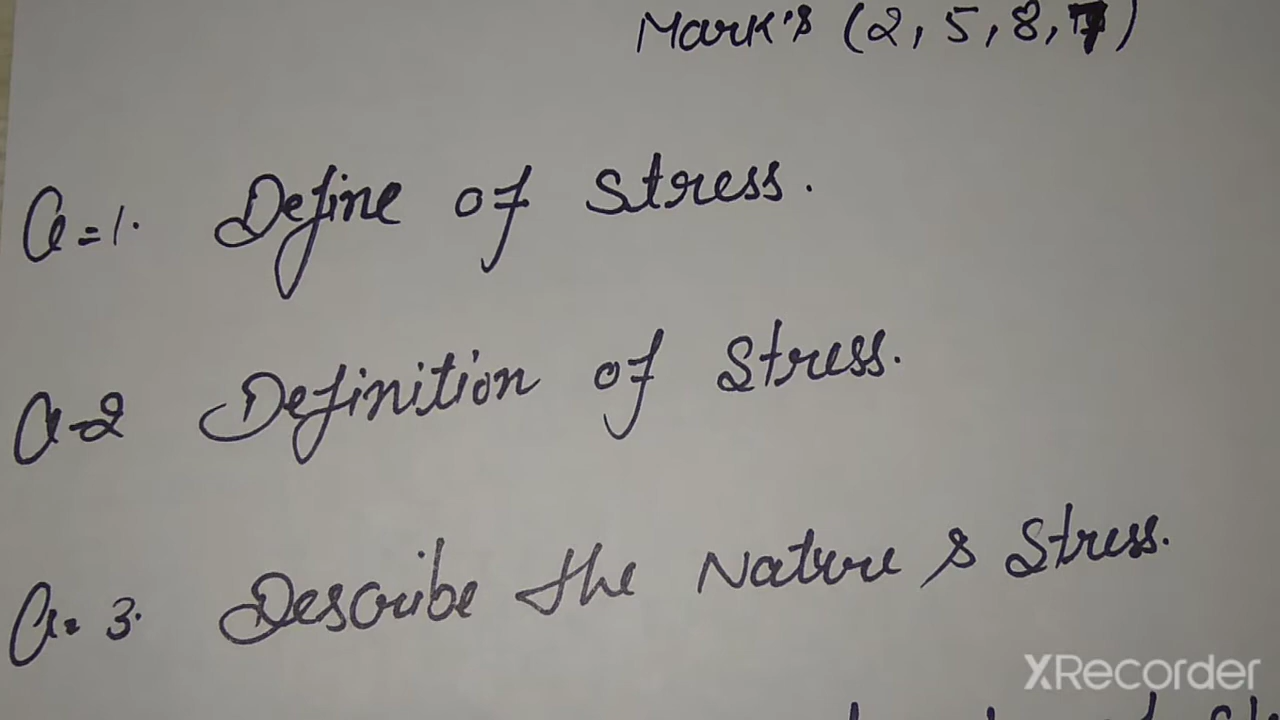 Mark's (2, 5, 8, 7)
Q=1. Define of Stress.
Q-2 Definition of Stress.
Q= 3. Describe the Nature & Stress.
XRecorder